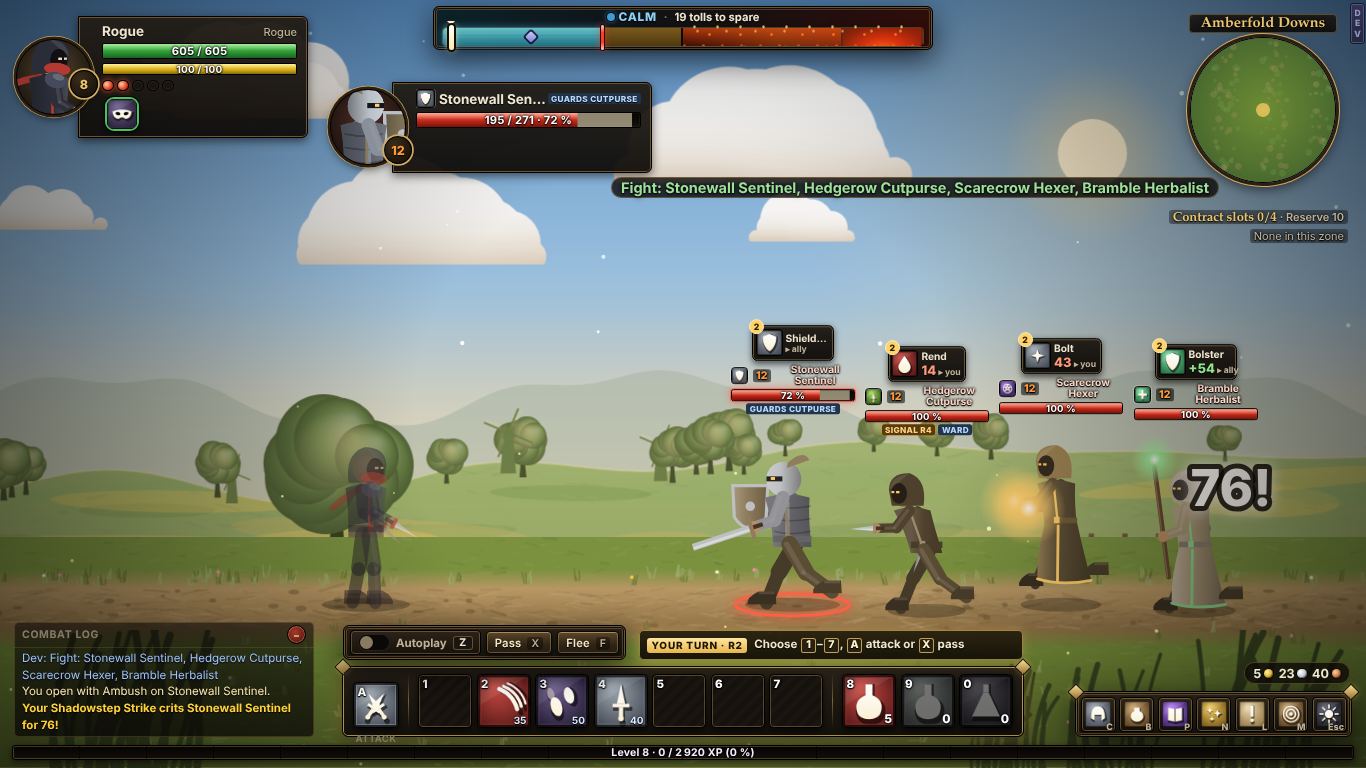 Rogue
Rogue
605 / 605
100 / 100
8
CALM · 19 tolls to spare
Amberfold Downs
DEV
Stonewall Sen... GUARDS CUTPURSE
195 / 271 · 72 %
12
Fight: Stonewall Sentinel, Hedgerow Cutpurse, Scarecrow Hexer, Bramble Herbalist
Contract slots 0/4 · Reserve 10
None in this zone
2
Shield...
▸ ally
12 Stonewall Sentinel
72 %
GUARDS CUTPURSE
2
Rend
14 ▸ you
12 Hedgerow Cutpurse
100 %
SIGNAL R4 WARD
2
Bolt
43 ▸ you
12 Scarecrow Hexer
100 %
2
Bolster
+54 ▸ ally
12 Bramble Herbalist
100 %
76!
COMBAT LOG
Dev: Fight: Stonewall Sentinel, Hedgerow Cutpurse,
Scarecrow Hexer, Bramble Herbalist
You open with Ambush on Stonewall Sentinel.
Your Shadowstep Strike crits Stonewall Sentinel
for 76!
Autoplay Z Pass X Flee F
YOUR TURN · R2 Choose 1–7, A attack or X pass
A 1 2 35 3 50 4 40 5 6 7 8 5 9 0 0 0
ATTACK
5 23 40
C B P N L M Esc
Level 8 · 0 / 2 920 XP (0 %)